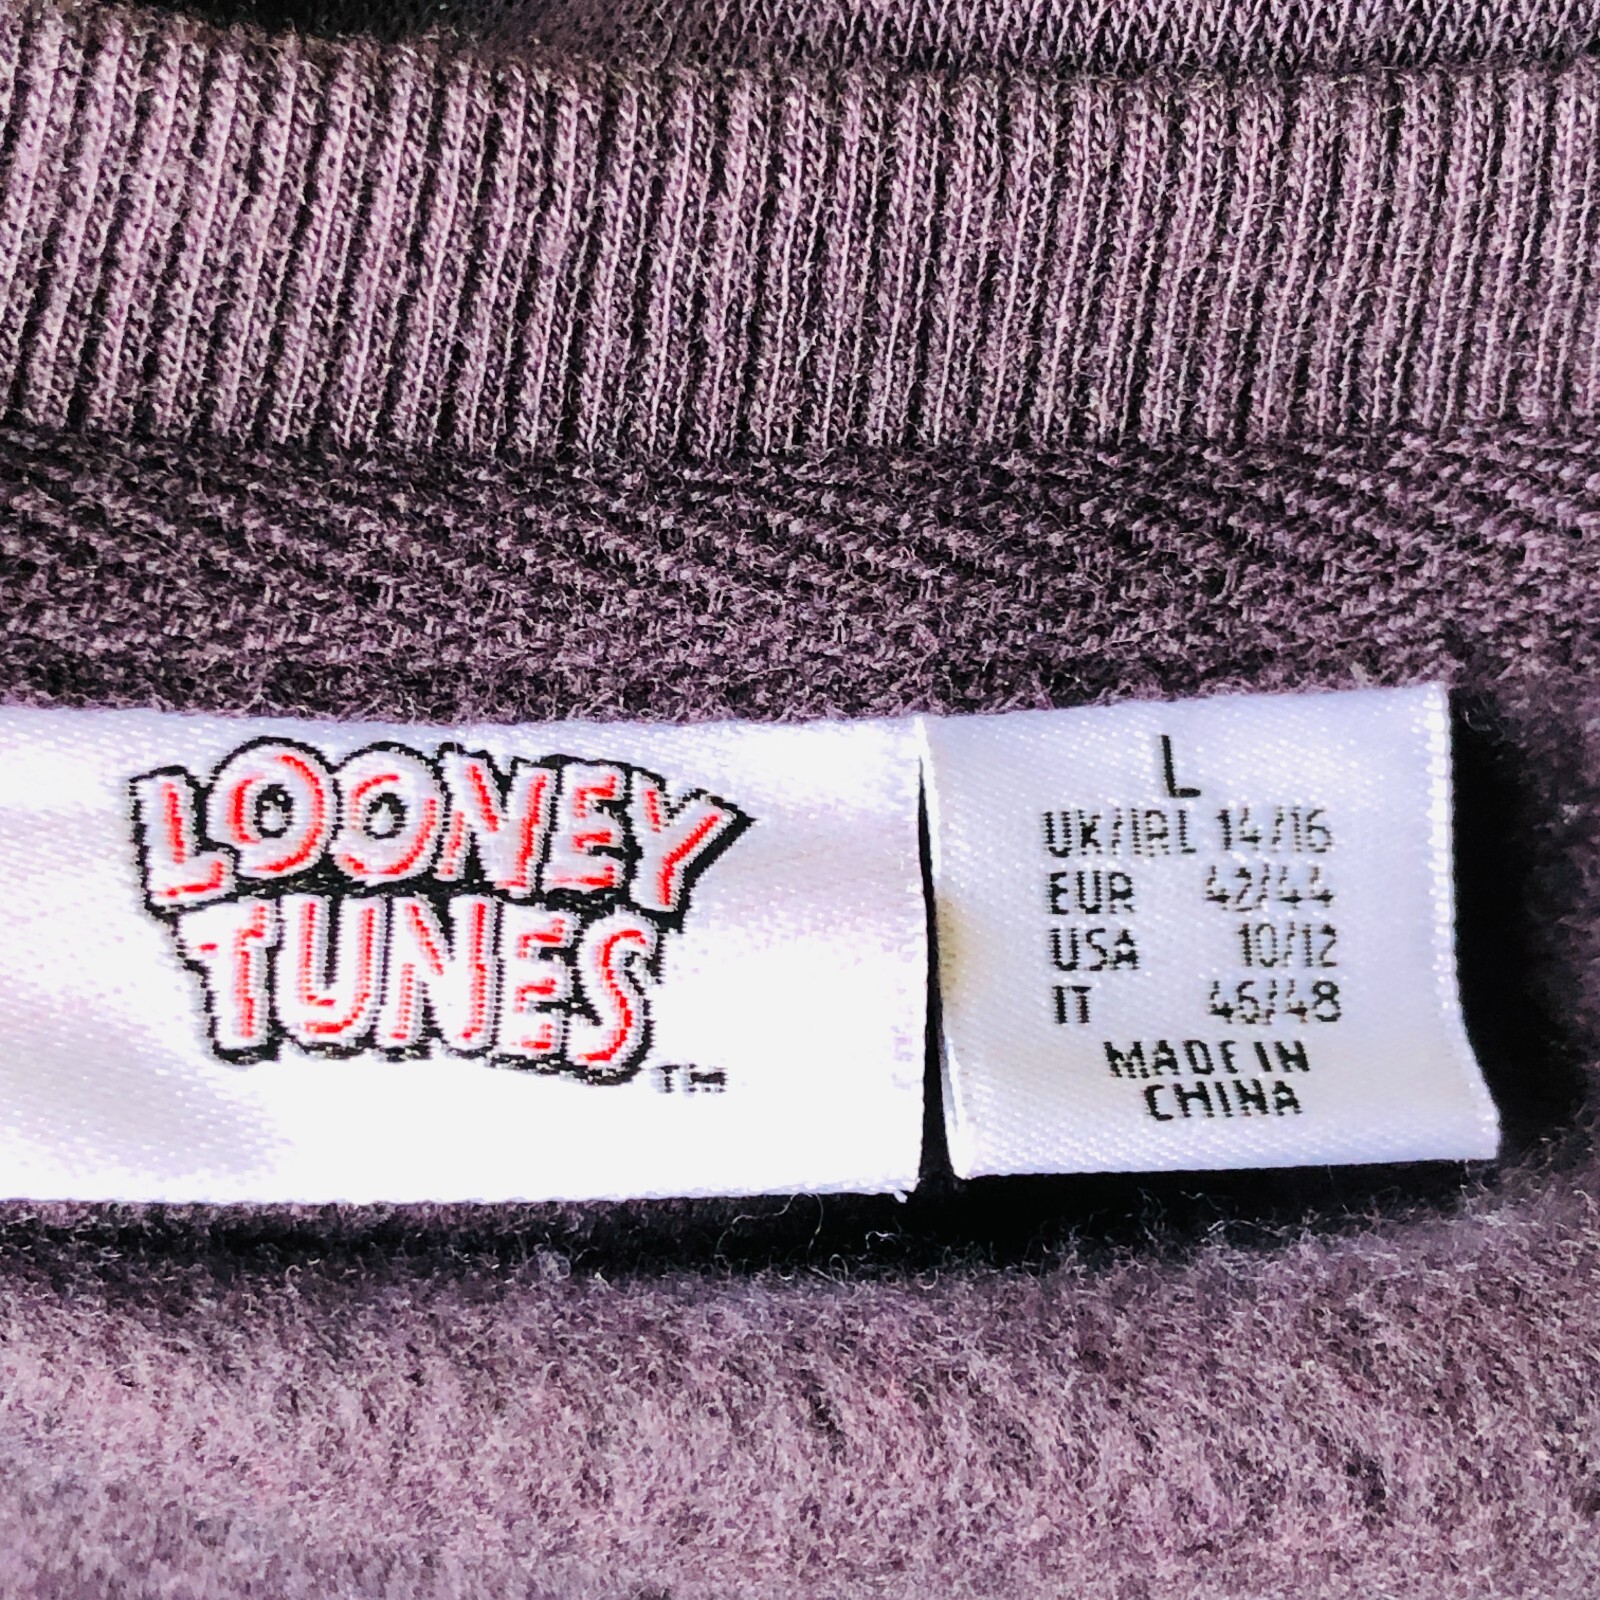 LOONEY
TUNES
TM
L
UK/IRL 14/16
EUR 42/44
USA 10/12
IT 46/48
MADE IN
CHINA